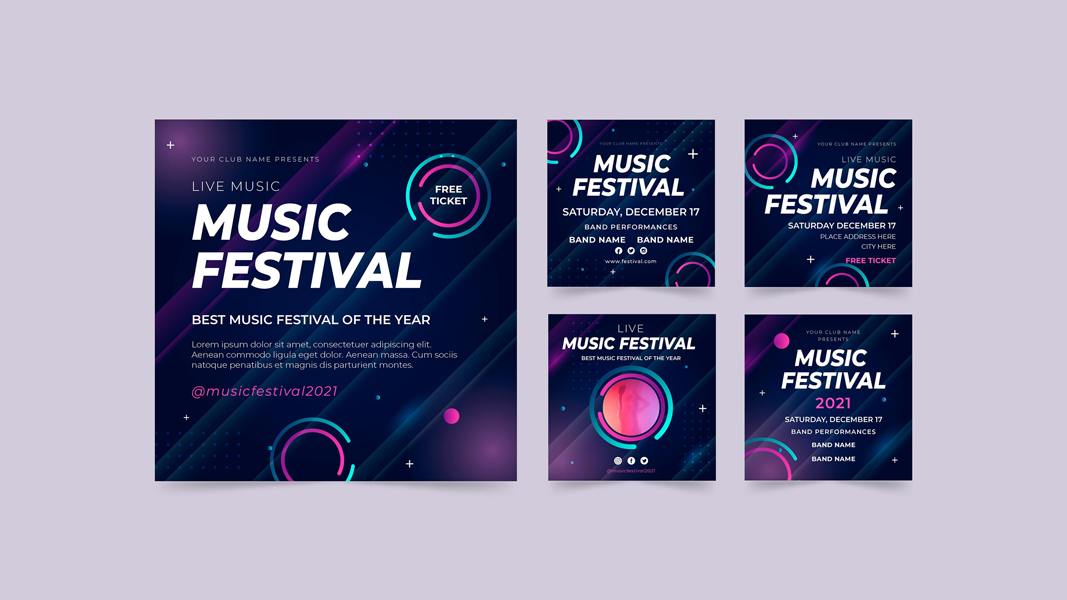 YOUR CLUB NAME PRESENTS
LIVE MUSIC
MUSIC
FESTIVAL
FREE
TICKET
BEST MUSIC FESTIVAL OF THE YEAR
Lorem ipsum dolor sit amet, consectetuer adipiscing elit.
Aenean commodo ligula eget dolor. Aenean massa. Cum sociis
natoque penatibus et magnis dis parturient montes.
@musicfestival2021
YOUR CLUB NAME PRESENTS
MUSIC
FESTIVAL
SATURDAY, DECEMBER 17
BAND PERFORMANCES
BAND NAME BAND NAME
www.festival.com
YOUR CLUB NAME PRESENTS
LIVE MUSIC
MUSIC
FESTIVAL
SATURDAY DECEMBER 17
PLACE ADDRESS HERE
CITY HERE
FREE TICKET
LIVE
MUSIC FESTIVAL
BEST MUSIC FESTIVAL OF THE YEAR
@musicfestival2021
YOUR CLUB NAME
PRESENTS
MUSIC
FESTIVAL
2021
SATURDAY, DECEMBER 17
BAND PERFORMANCES
BAND NAME
BAND NAME